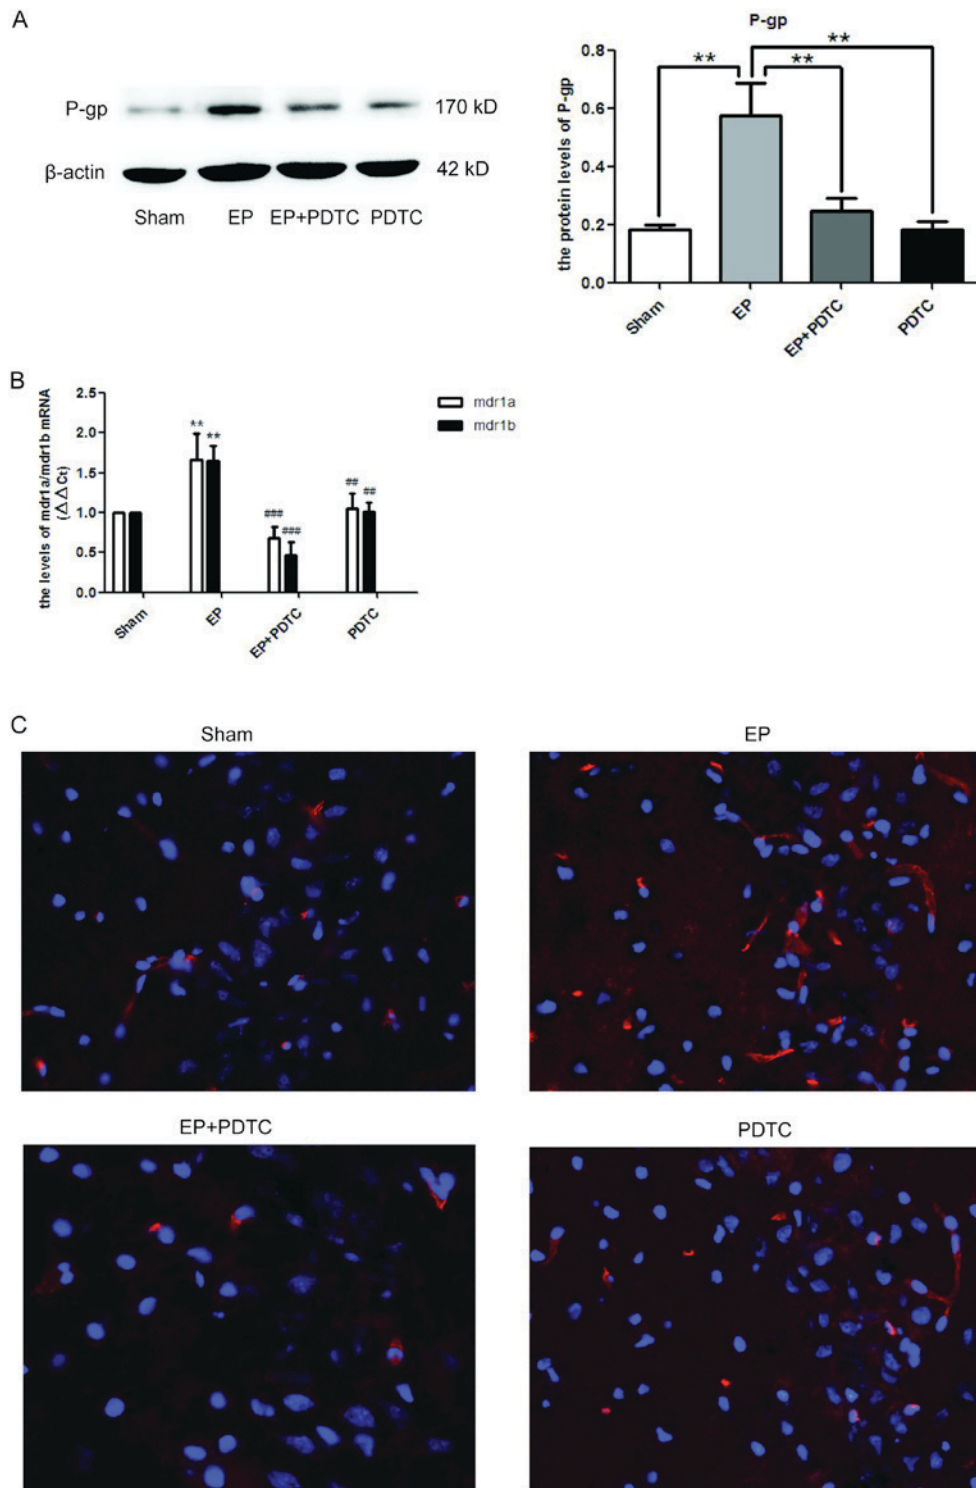 A
P-gp
170 kD
β-actin
42 kD
Sham EP EP+PDTC PDTC
P-gp
the protein levels of P-gp
0.8
0.6
0.4
0.2
0.0
**
**
**
Sham
EP
EP+PDTC
PDTC
B
the levels of mdr1a/mdr1b mRNA
(△△Ct)
2.5
2.0
1.5
1.0
0.5
0.0
** **
### ###
## ##
Sham
EP
EP+PDTC
PDTC
mdr1a
mdr1b
C
Sham
EP
EP+PDTC
PDTC